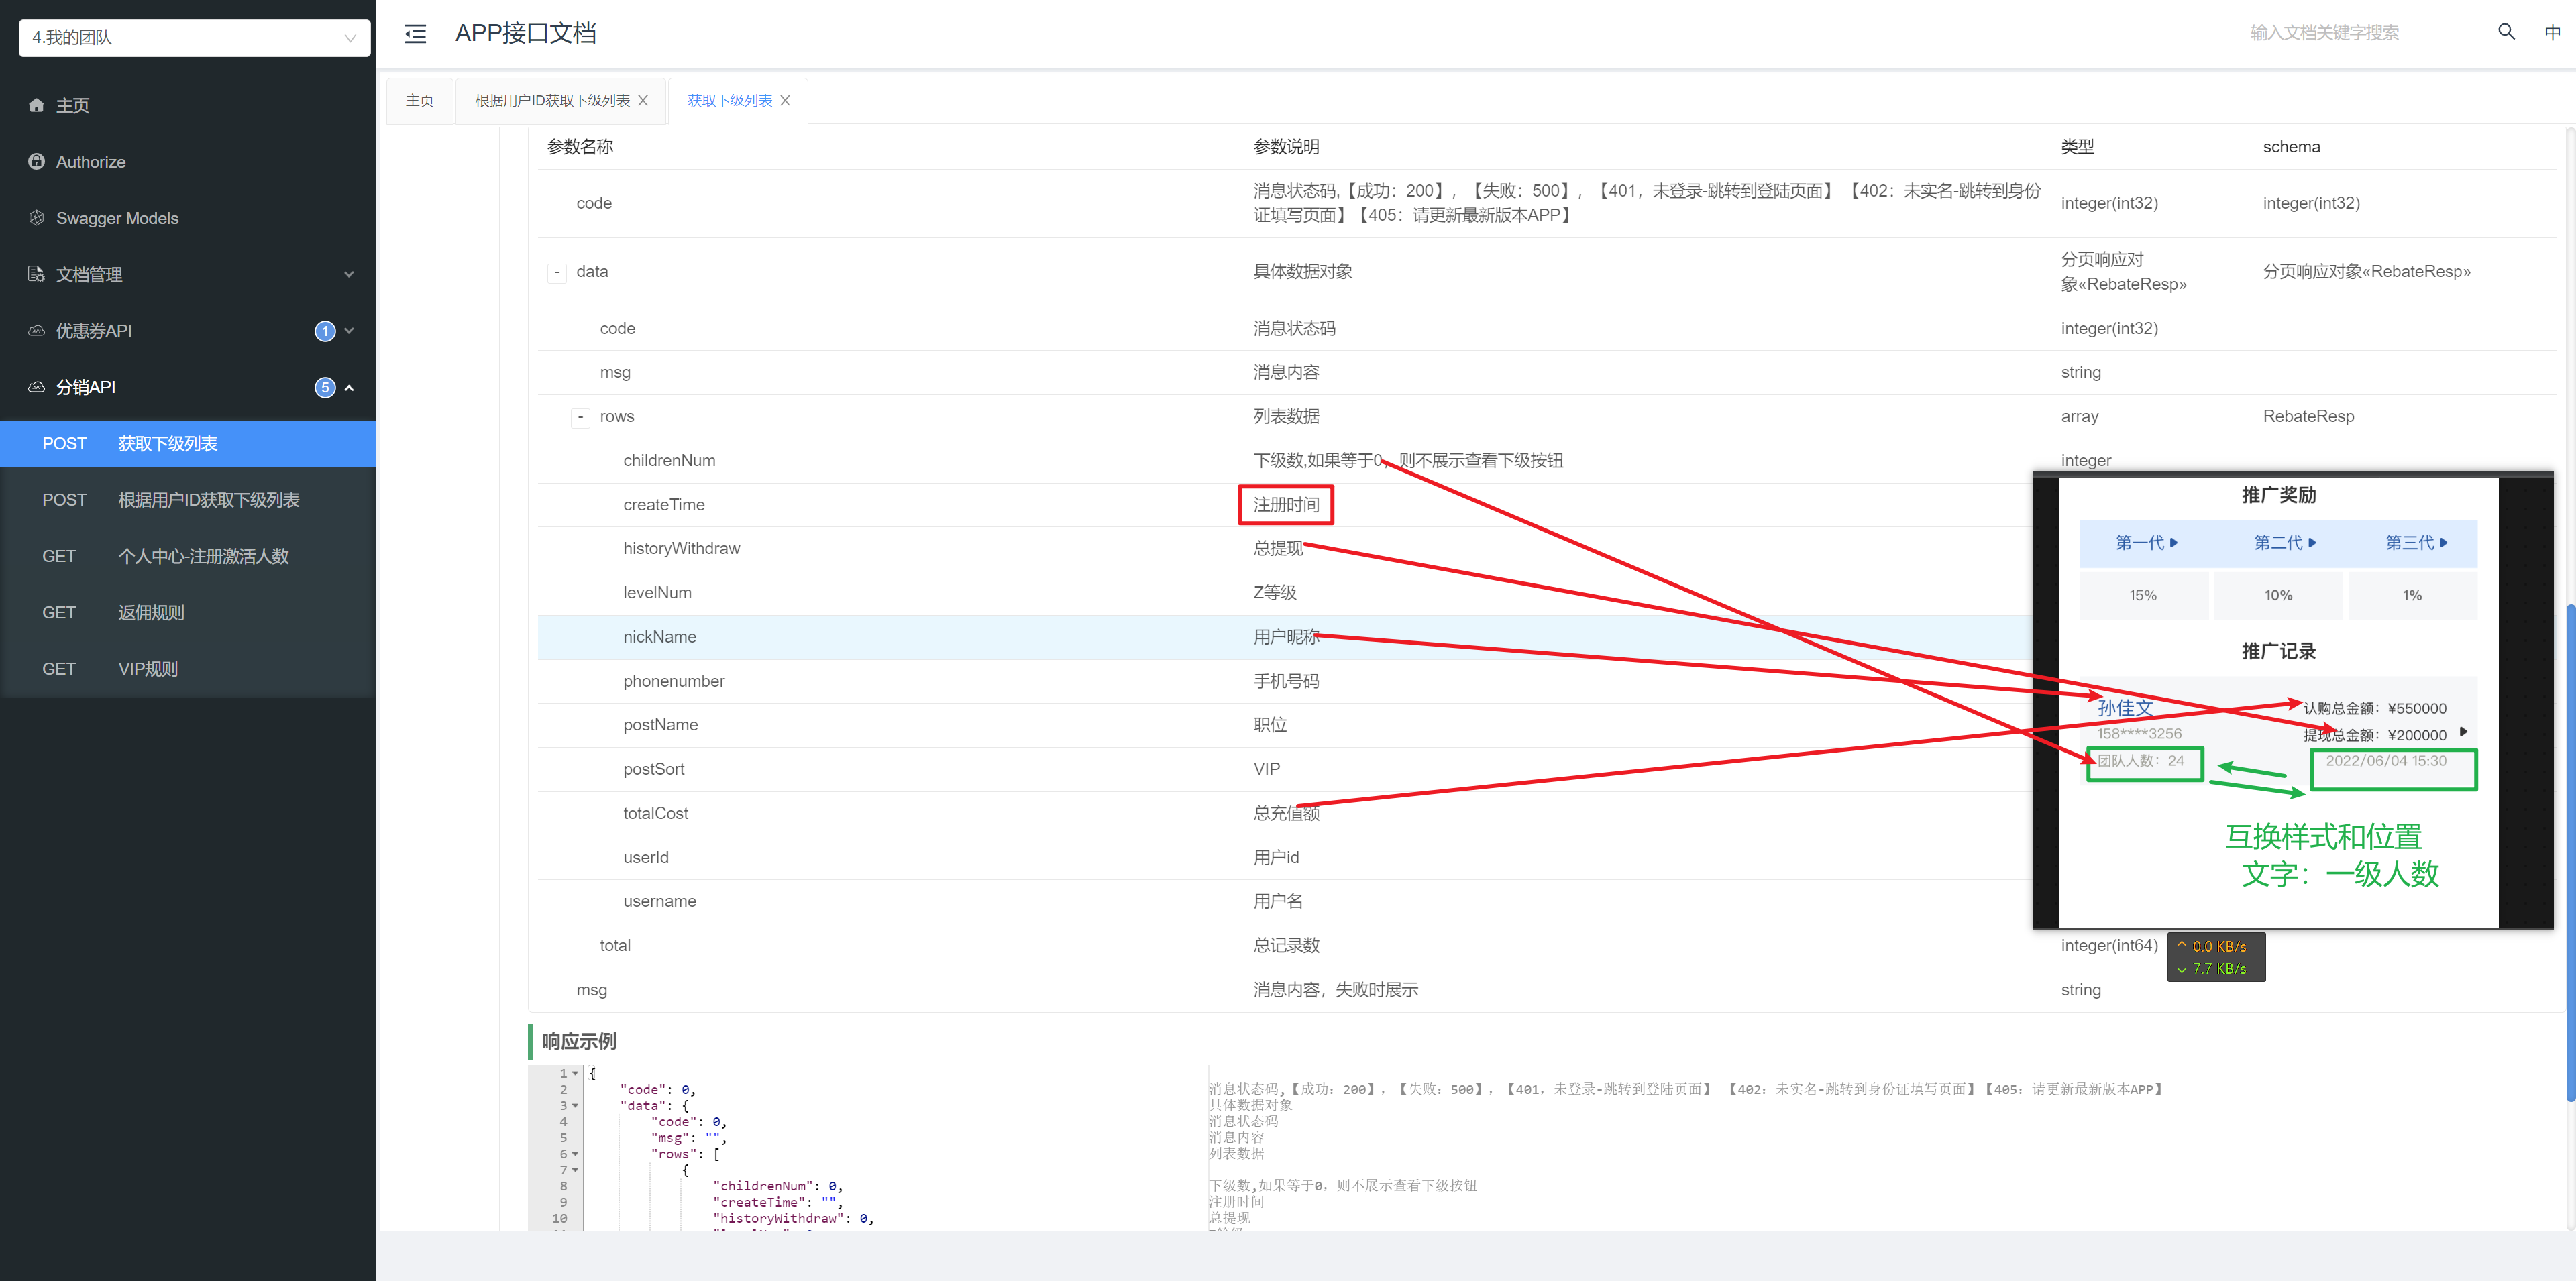 4.我的团队
主页
Authorize
Swagger Models
文档管理
优惠券API 1
分销API 5
POST 获取下级列表
POST 根据用户ID获取下级列表
GET 个人中心-注册激活人数
GET 返佣规则
GET VIP规则
APP接口文档
输入文档关键字搜索
中
主页 根据用户ID获取下级列表 获取下级列表
参数名称 参数说明 类型 schema
code 消息状态码,【成功：200】，【失败：500】，【401，未登录-跳转到登陆页面】 【402：未实名-跳转到身份
证填写页面】【405：请更新最新版本APP】 integer(int32) integer(int32)
- data 具体数据对象 分页响应对
象«RebateResp» 分页响应对象«RebateResp»
code 消息状态码 integer(int32)
msg 消息内容 string
- rows 列表数据 array RebateResp
childrenNum 下级数,如果等于0，则不展示查看下级按钮 integer
createTime 注册时间
historyWithdraw 总提现
levelNum Z等级
nickName 用户昵称
phonenumber 手机号码
postName 职位
postSort VIP
totalCost 总充值额
userId 用户id
username 用户名
total 总记录数 integer(int64)
msg 消息内容，失败时展示 string
推广奖励
第一代 第二代 第三代
15% 10% 1%
推广记录
孙佳文 认购总金额：¥550000
158****3256 提现总金额：¥200000
团队人数：24 2022/06/04 15:30
互换样式和位置
文字：一级人数
↑ 0.0 KB/s
↓ 7.7 KB/s
响应示例
1 {
2 "code": 0, 消息状态码,【成功：200】，【失败：500】，【401，未登录-跳转到登陆页面】 【402：未实名-跳转到身份证填写页面】【405：请更新最新版本APP】
3 "data": { 具体数据对象
4 "code": 0, 消息状态码
5 "msg": "", 消息内容
6 "rows": [ 列表数据
7 {
8 "childrenNum": 0, 下级数,如果等于0，则不展示查看下级按钮
9 "createTime": "", 注册时间
10 "historyWithdraw": 0, 总提现